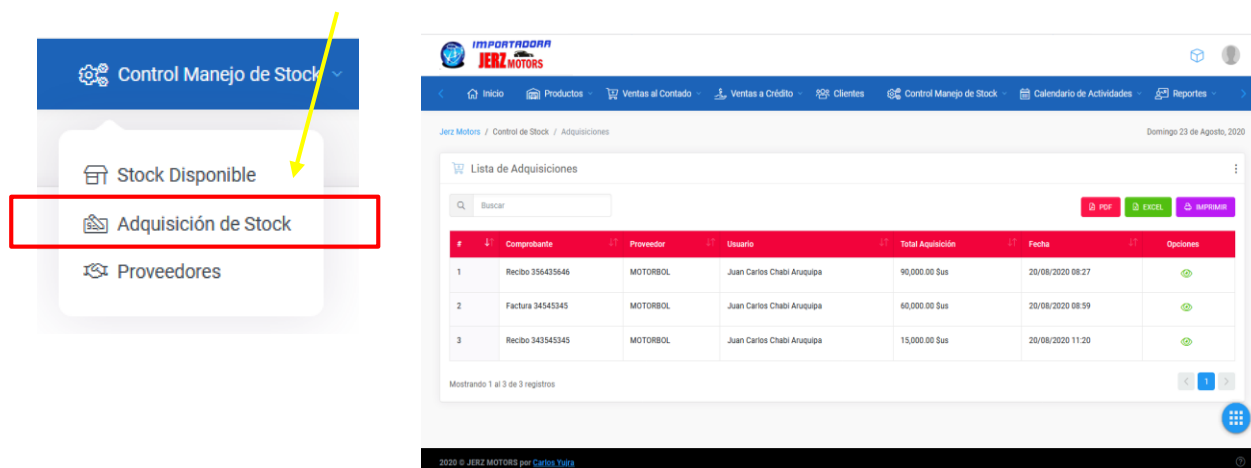 Control Manejo de Stock
Stock Disponible
Adquisición de Stock
Proveedores
IMPORTADORA
JERZ MOTORS
Inicio Productos Ventas al Contado Ventas a Crédito Clientes Control Manejo de Stock Calendario de Actividades Reportes
Jerz Motors / Control de Stock / Adquisiciones Domingo 23 de Agosto, 2020
Lista de Adquisiciones
Buscar PDF EXCEL IMPRIMIR
# Comprobante Proveedor Usuario Total Aquisición Fecha Opciones
1 Recibo 356435646 MOTORBOL Juan Carlos Chabi Aruquipa 90,000.00 $us 20/08/2020 08:27
2 Factura 34545345 MOTORBOL Juan Carlos Chabi Aruquipa 60,000.00 $us 20/08/2020 08:59
3 Recibo 343545345 MOTORBOL Juan Carlos Chabi Aruquipa 15,000.00 $us 20/08/2020 11:20
Mostrando 1 al 3 de 3 registros 1
2020 © JERZ MOTORS por Carlos Yuira